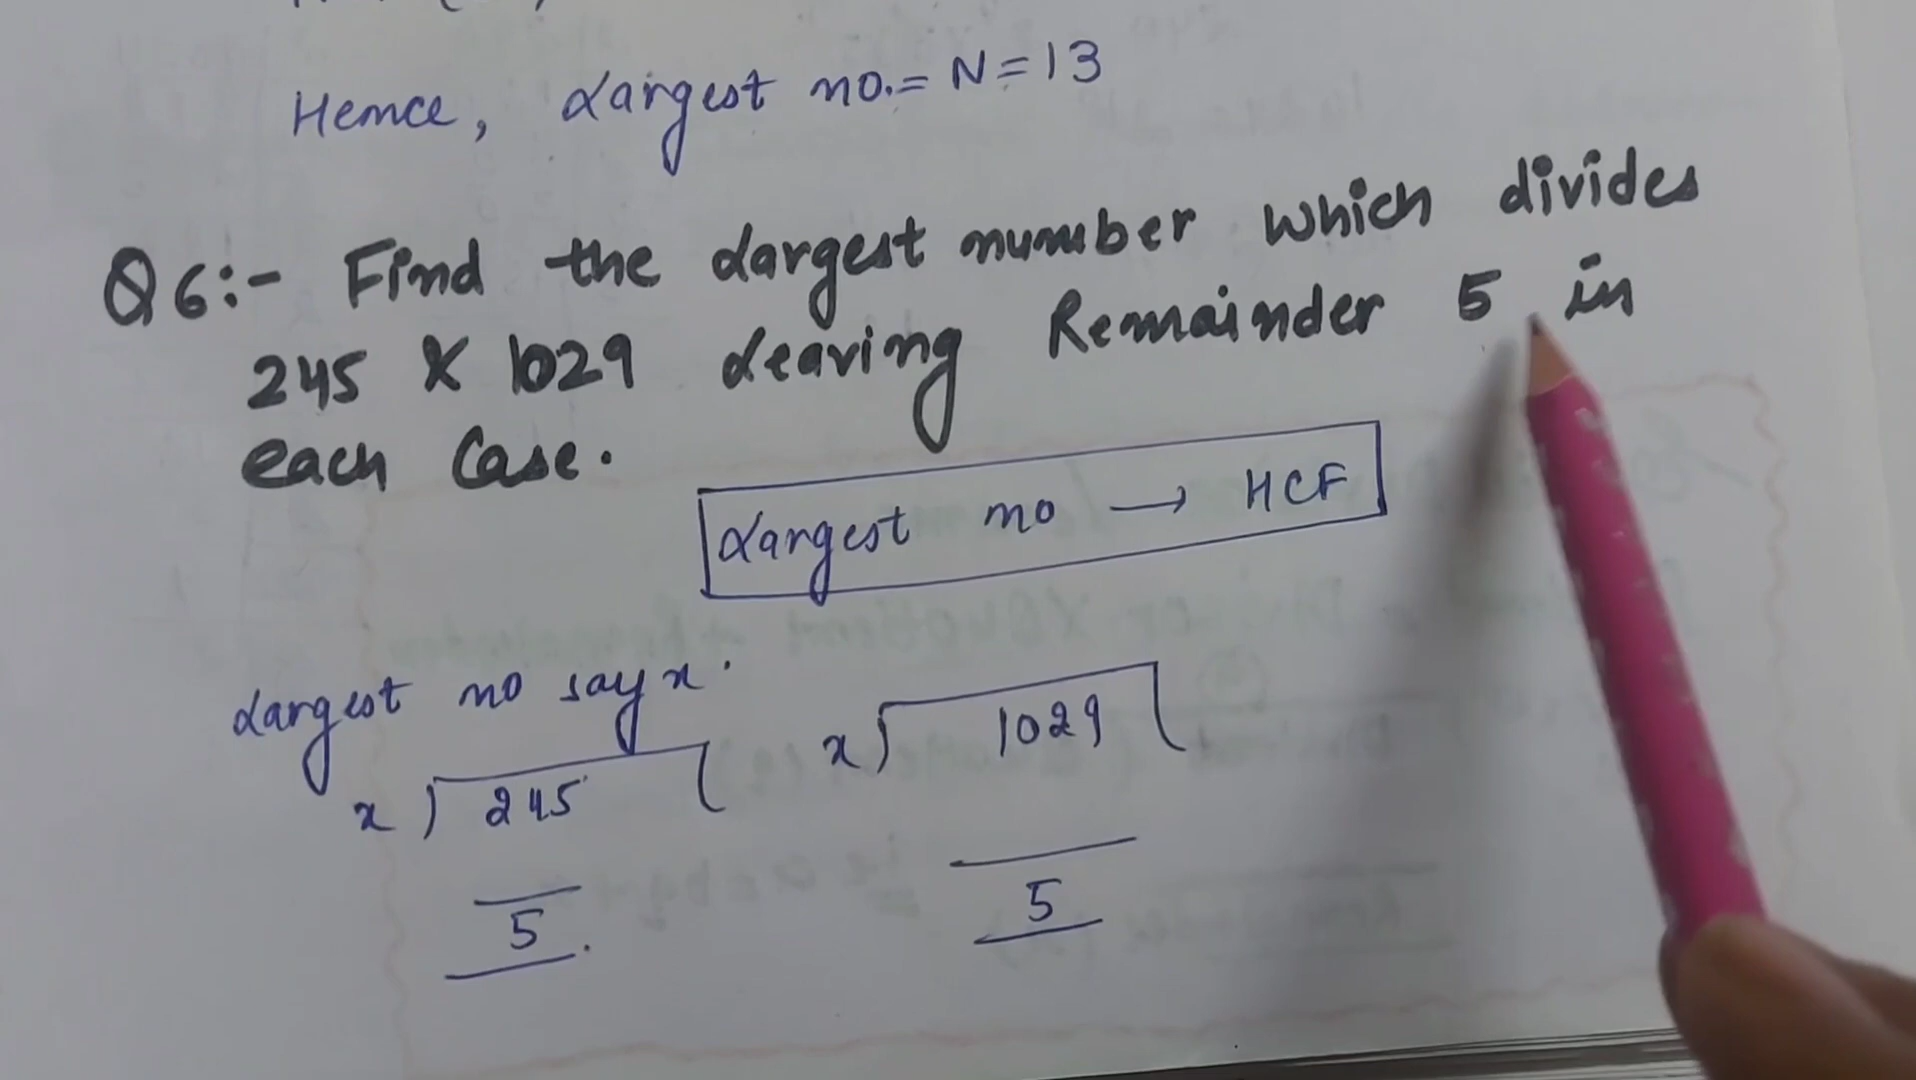 Hence, Largest no. = N = 13
Q6:- Find the Largest number which divides
245 & 1029 Leaving Remainder 5 in
each Case.
Largest no → HCF
Largest no say x.
x) 245 (
5
x) 1029 (
5